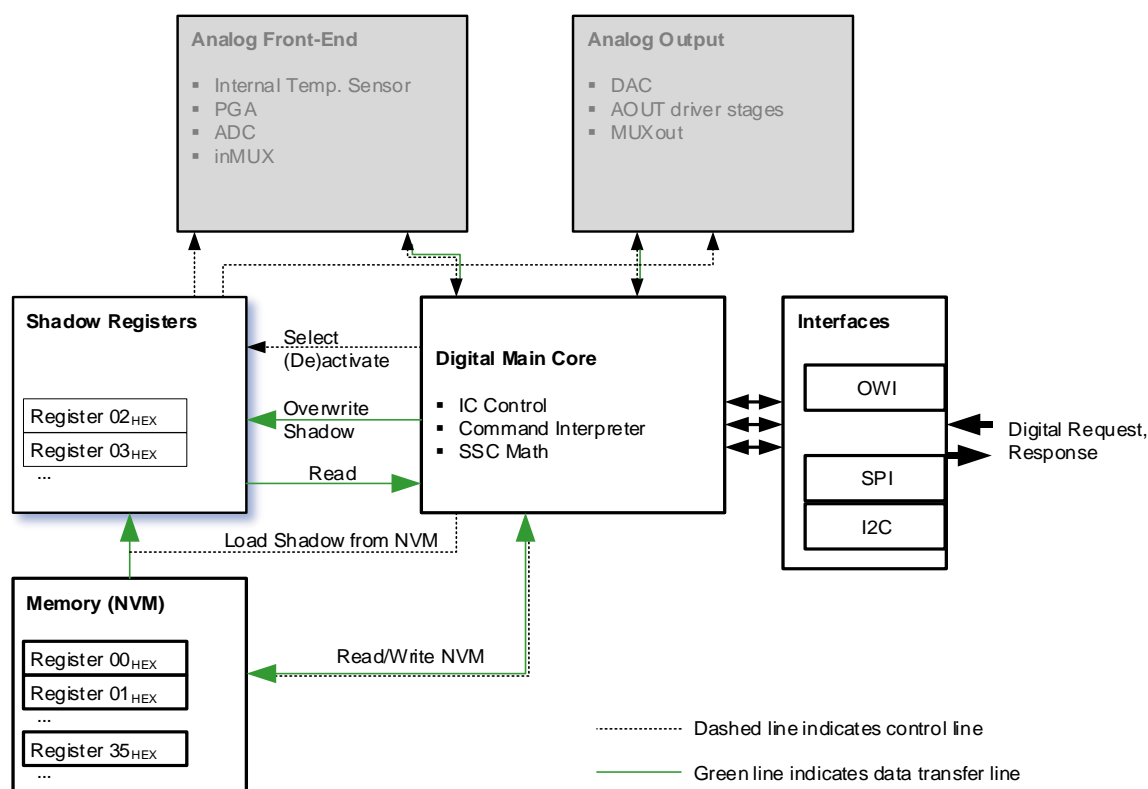 Analog Front-End
▪ Internal Temp. Sensor
▪ PGA
▪ ADC
▪ inMUX
Analog Output
▪ DAC
▪ AOUT driver stages
▪ MUXout
Shadow Registers
Register 02HEX
Register 03HEX
...
Select
(De)activate
Overwrite
Shadow
Read
Digital Main Core
▪ IC Control
▪ Command Interpreter
▪ SSC Math
Interfaces
OWI
SPI
I2C
Digital Request,
Response
Load Shadow from NVM
Memory (NVM)
Register 00HEX
Register 01HEX
...
Register 35HEX
...
Read/Write NVM
Dashed line indicates control line
Green line indicates data transfer line